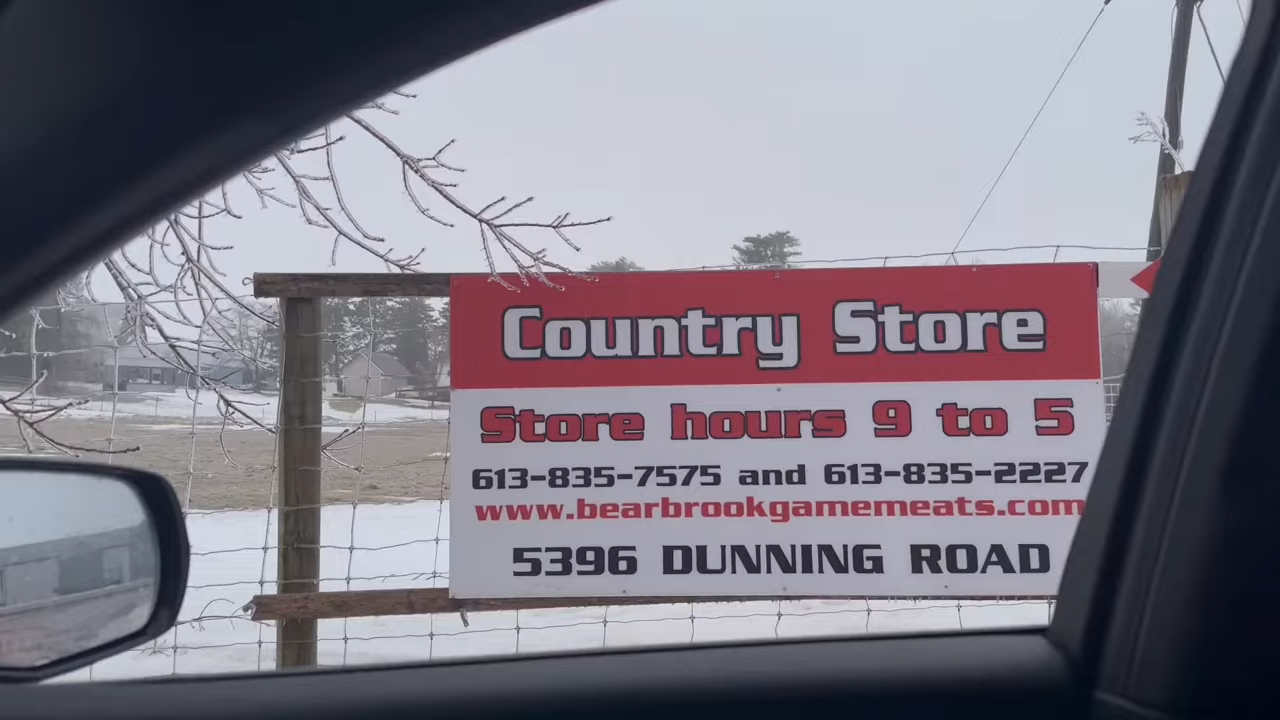 Country Store
Store hours 9 to 5
613-835-7575 and 613-835-2227
www.bearbrookgamemeats.com
5396 DUNNING ROAD